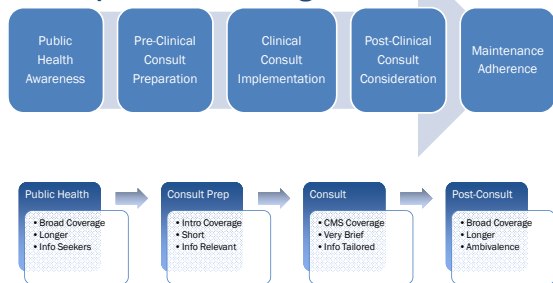 Public
Health
Awareness
Pre-Clinical
Consult
Preparation
Clinical
Consult
Implementation
Post-Clinical
Consult
Consideration
Maintenance
Adherence
Public Health
• Broad Coverage
• Longer
• Info Seekers
Consult Prep
• Intro Coverage
• Short
• Info Relevant
Consult
• CMS Coverage
• Very Brief
• Info Tailored
Post-Consult
• Broad Coverage
• Longer
• Ambivalence